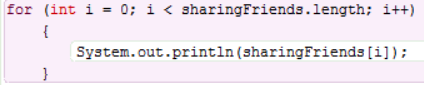 for (int i = 0; i < sharingFriends.length; i++)
{
System.out.println(sharingFriends[i]);
}